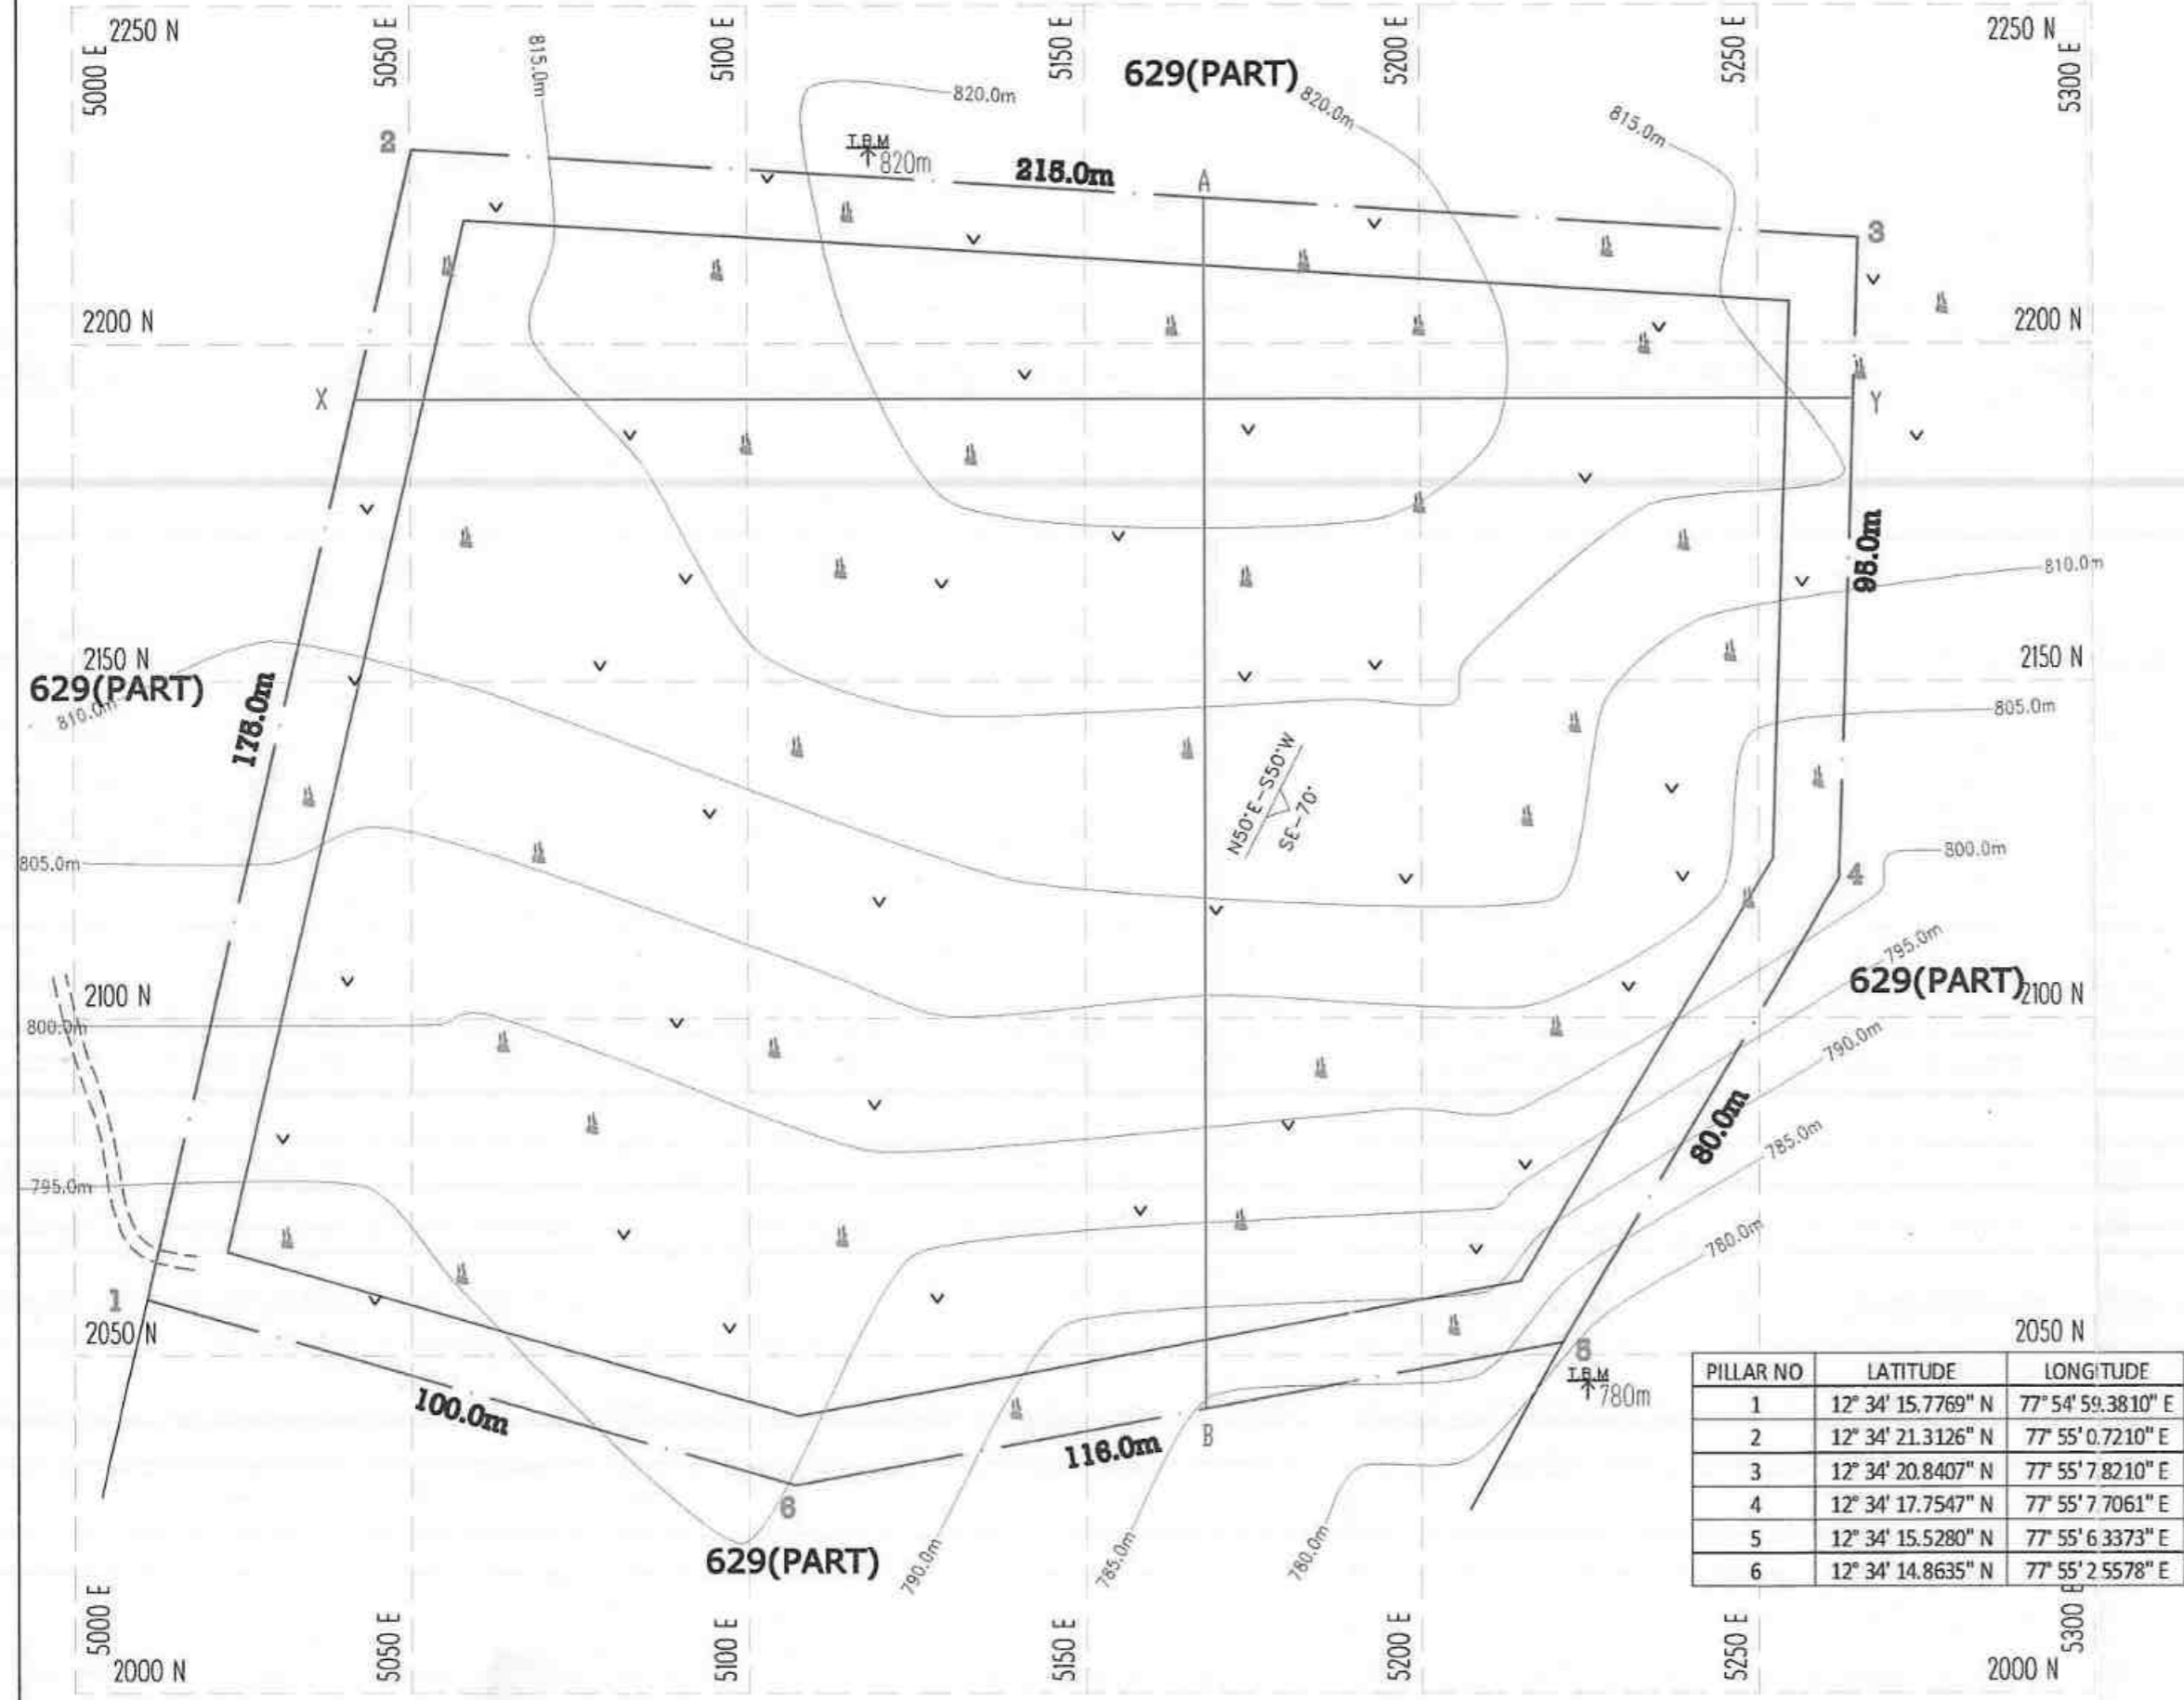 2250 N
5000 E
5050 E
815.0m
5100 E
820.0m
5150 E
629(PART)
820.0m
5200 E
815.0m
5250 E
2250 N
5300 E
2
T.B.M
820m
215.0m
A
3
2200 N
2200 N
X
Y
95.0m
810.0m
2150 N
629(PART)
810.0m
175.0m
2150 N
805.0m
N50°E-S50°W
SE-70°
805.0m
800.0m
4
795.0m
629(PART)
2100 N
2100 N
800.0m
790.0m
80.0m
785.0m
795.0m
780.0m
1
2050 N
2050 N
5
T.B.M
780m
100.0m
116.0m
B
6
629(PART)
790.0m
785.0m
780.0m
PILLAR NO LATITUDE LONGITUDE
1 12° 34' 15.7769" N 77° 54' 59.3810" E
2 12° 34' 21.3126" N 77° 55' 0.7210" E
3 12° 34' 20.8407" N 77° 55' 7.8210" E
4 12° 34' 17.7547" N 77° 55' 7.7061" E
5 12° 34' 15.5280" N 77° 55' 6.3373" E
6 12° 34' 14.8635" N 77° 55' 2.5578" E
5000 E
2000 N
5050 E
5100 E
5150 E
5200 E
5250 E
2000 N
5300 E